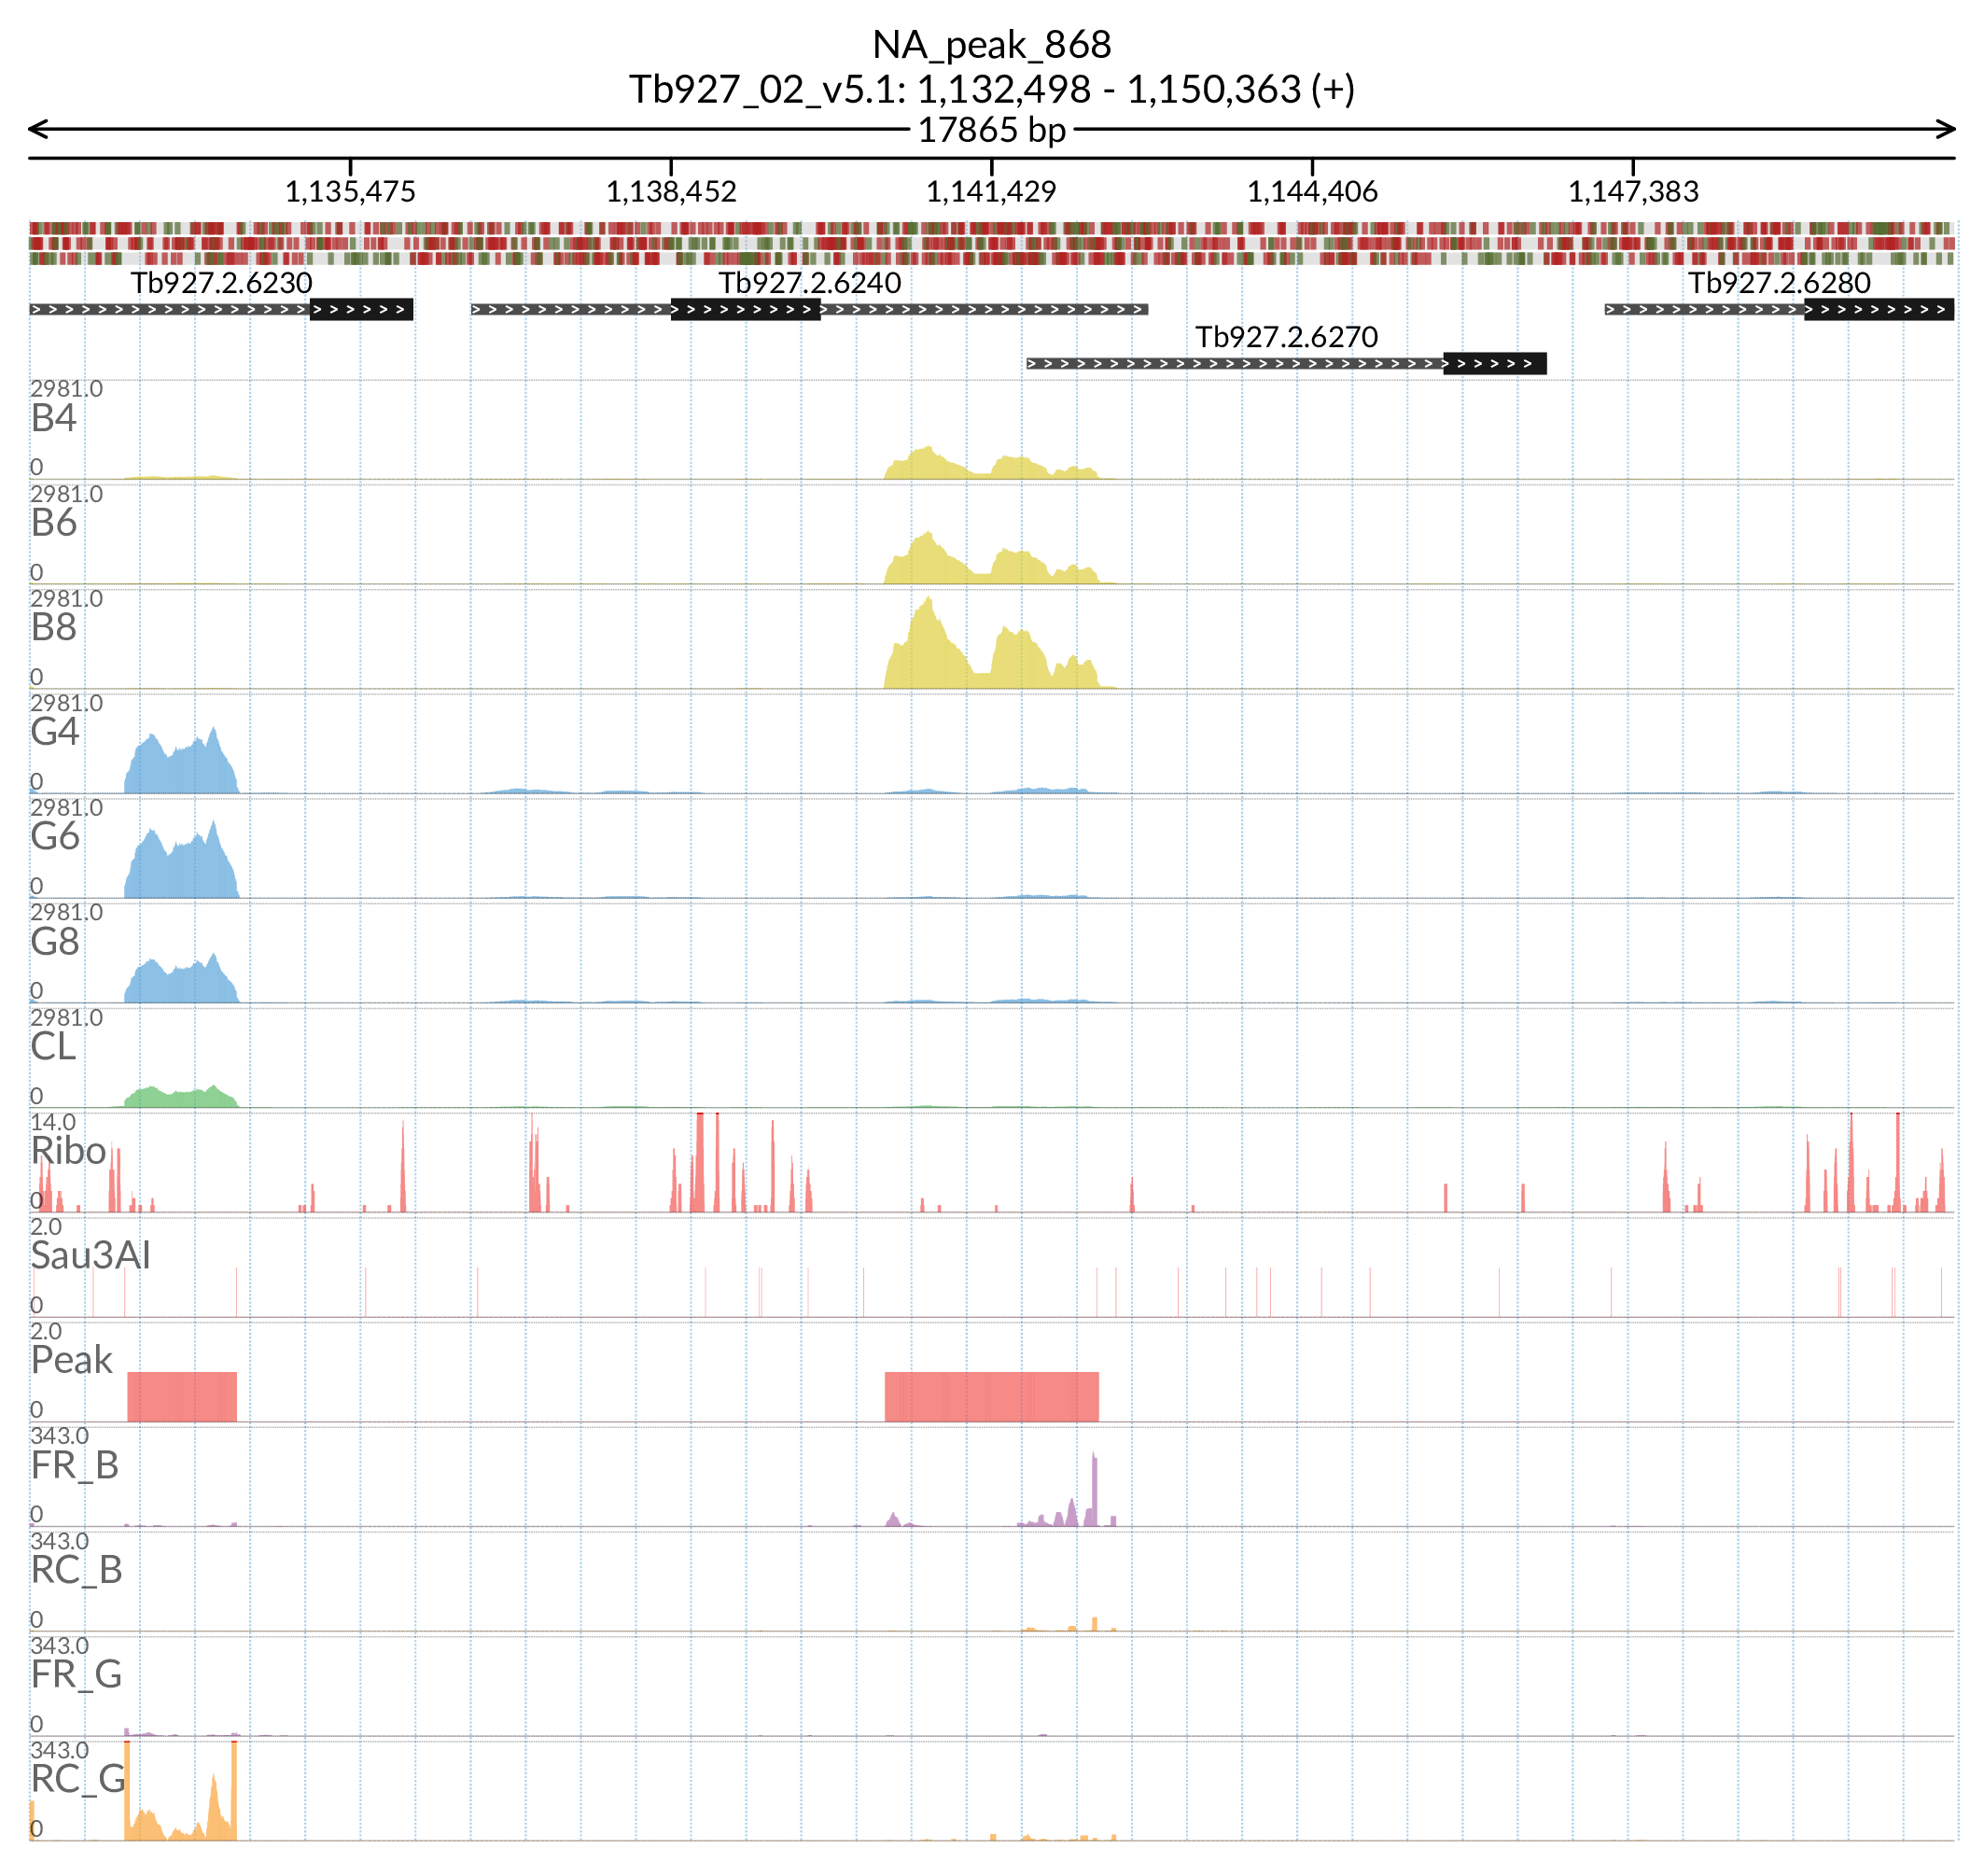 NA_peak_868
Tb927_02_v5.1: 1,132,498 - 1,150,363 (+)
17865 bp
1,135,475 1,138,452 1,141,429 1,144,406 1,147,383
Tb927.2.6230 Tb927.2.6240 Tb927.2.6280
Tb927.2.6270
2981.0
B4
0
2981.0
B6
0
2981.0
B8
0
2981.0
G4
0
2981.0
G6
0
2981.0
G8
0
2981.0
CL
0
14.0
Ribo
0
2.0
Sau3AI
0
2.0
Peak
0
343.0
FR_B
0
343.0
RC_B
0
343.0
FR_G
0
343.0
RC_G
0